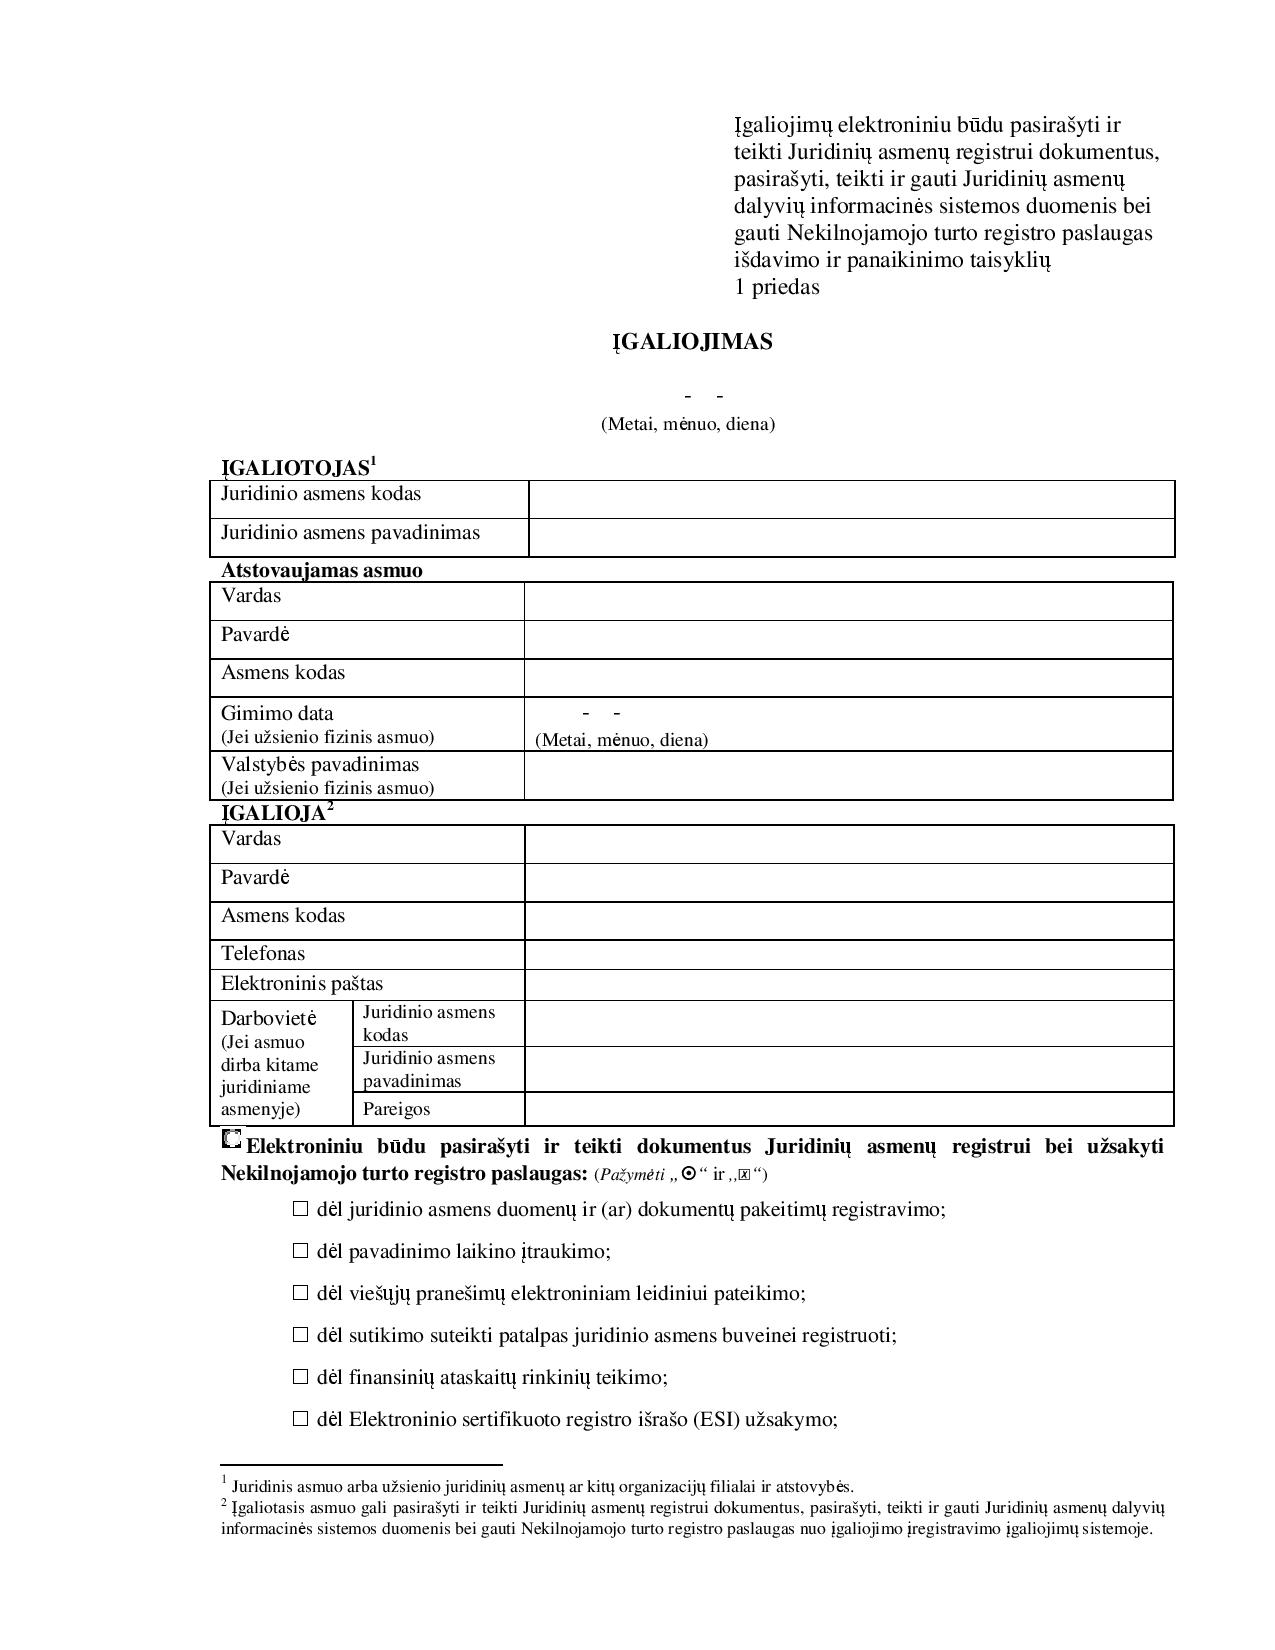 Įgaliojimų elektroniniu būdu pasirašyti ir
teikti Juridinių asmenų registrui dokumentus,
pasirašyti, teikti ir gauti Juridinių asmenų
dalyvių informacinės sistemos duomenis bei
gauti Nekilnojamojo turto registro paslaugas
išdavimo ir panaikinimo taisyklių
1 priedas
ĮGALIOJIMAS
- -
(Metai, mėnuo, diena)
ĮGALIOTOJAS1
Juridinio asmens kodas
Juridinio asmens pavadinimas
Atstovaujamas asmuo
Vardas
Pavardė
Asmens kodas
Gimimo data
(Jei užsienio fizinis asmuo)
- -
(Metai, mėnuo, diena)
Valstybės pavadinimas
(Jei užsienio fizinis asmuo)
ĮGALIOJA2
Vardas
Pavardė
Asmens kodas
Telefonas
Elektroninis paštas
Darbovietė
(Jei asmuo
dirba kitame
juridiniame
asmenyje)
Juridinio asmens
kodas
Juridinio asmens
pavadinimas
Pareigos
Elektroniniu būdu pasirašyti ir teikti dokumentus Juridinių asmenų registrui bei užsakyti
Nekilnojamojo turto registro paslaugas: (Pažymėti „⦿“ ir ,,☒“)
☐ dėl juridinio asmens duomenų ir (ar) dokumentų pakeitimų registravimo;
☐ dėl pavadinimo laikino įtraukimo;
☐ dėl viešųjų pranešimų elektroniniam leidiniui pateikimo;
☐ dėl sutikimo suteikti patalpas juridinio asmens buveinei registruoti;
☐ dėl finansinių ataskaitų rinkinių teikimo;
☐ dėl Elektroninio sertifikuoto registro išrašo (ESI) užsakymo;
1 Juridinis asmuo arba užsienio juridinių asmenų ar kitų organizacijų filialai ir atstovybės.
2 Įgaliotasis asmuo gali pasirašyti ir teikti Juridinių asmenų registrui dokumentus, pasirašyti, teikti ir gauti Juridinių asmenų dalyvių
informacinės sistemos duomenis bei gauti Nekilnojamojo turto registro paslaugas nuo įgaliojimo įregistravimo įgaliojimų sistemoje.